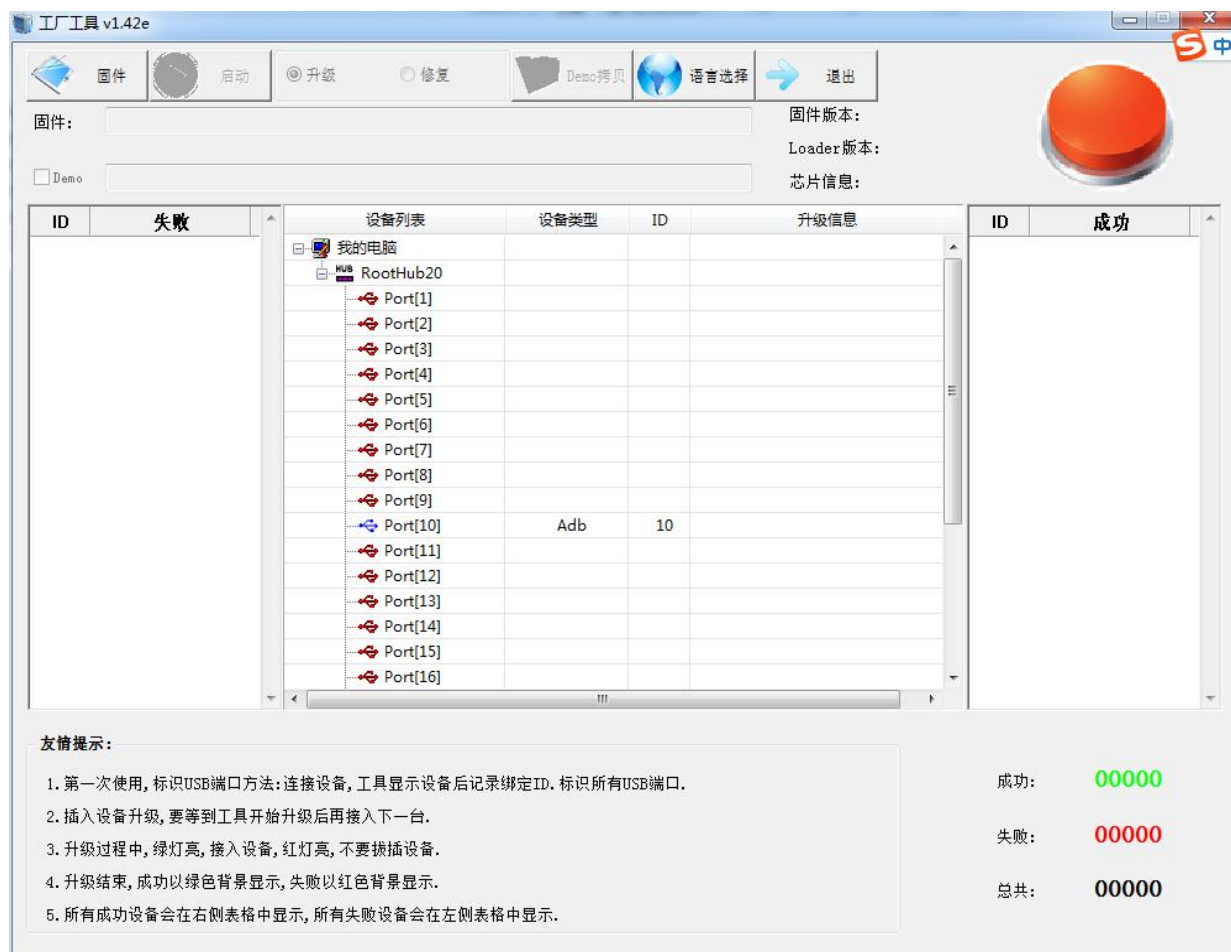 工厂工具 v1.42e
固件 启动 升级 修复 Demo拷贝 语言选择 退出
S 中
固件: 固件版本:
Loader版本:
Demo 芯片信息:
ID 失败 设备列表 设备类型 ID 升级信息 ID 成功
我的电脑
HUB RootHub20
Port[1]
Port[2]
Port[3]
Port[4]
Port[5]
Port[6]
Port[7]
Port[8]
Port[9]
Port[10] Adb 10
Port[11]
Port[12]
Port[13]
Port[14]
Port[15]
Port[16]
友情提示:
1.第一次使用,标识USB端口方法:连接设备,工具显示设备后记录绑定ID.标识所有USB端口.
2.插入设备升级,要等到工具开始升级后再接入下一台.
3.升级过程中,绿灯亮,接入设备,红灯亮,不要拔插设备.
4.升级结束,成功以绿色背景显示,失败以红色背景显示.
5.所有成功设备会在右侧表格中显示,所有失败设备会在左侧表格中显示.
成功: 00000
失败: 00000
总共: 00000